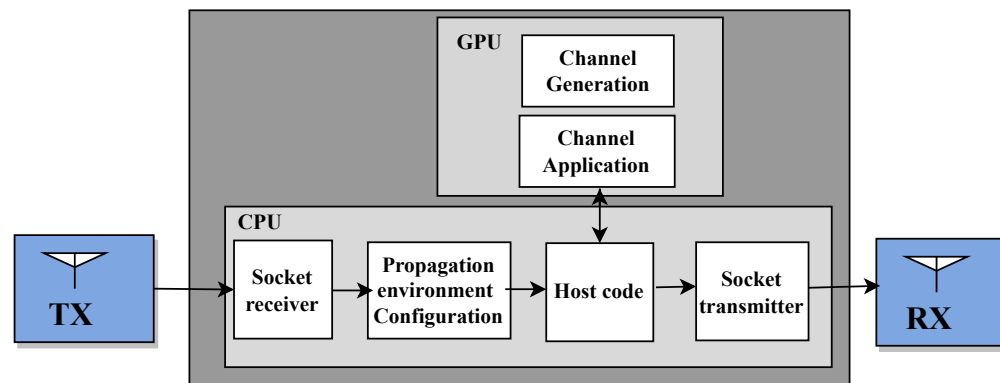 GPU
Channel
Generation
Channel
Application
CPU
Socket
receiver
Propagation
environment
Configuration
Host code
Socket
transmitter
TX
RX